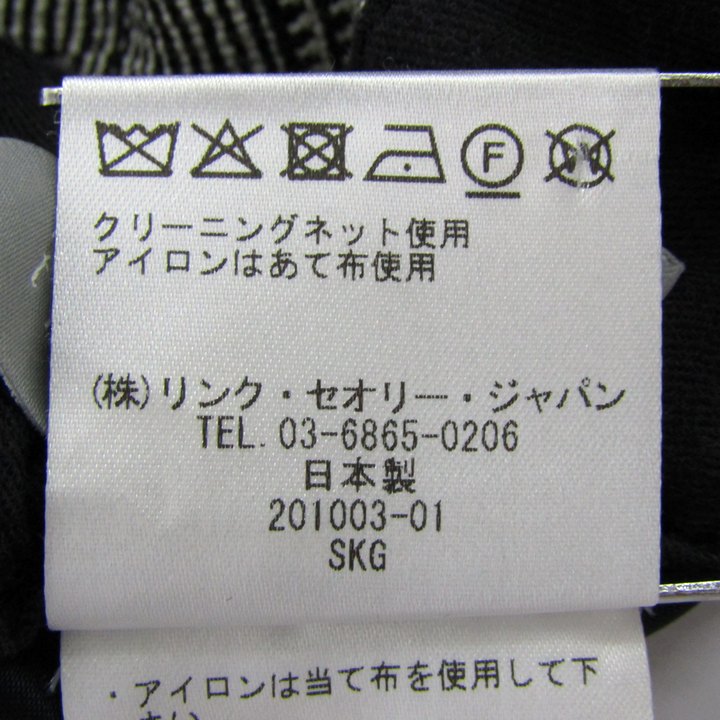 F W
クリーニングネット使用
アイロンはあて布使用
(株)リンク・セオリー・ジャパン
TEL. 03-6865-0206
日本製
201003-01
SKG
・アイロンは当て布を使用して下
さい